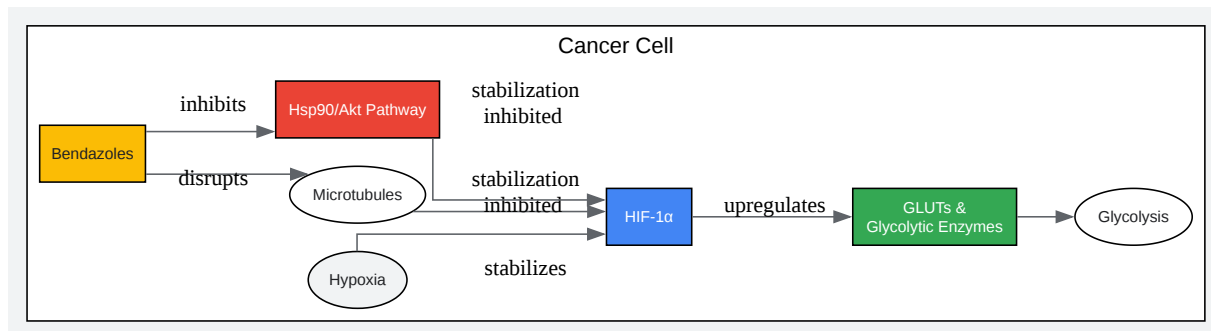 Cancer Cell
stabilization
inhibited
inhibits
Hsp90/Akt Pathway
Bendazoles
disrupts
Microtubules
stabilization
inhibited
HIF-1α
upregulates
GLUTs &
Glycolytic Enzymes
Glycolysis
stabilizes
Hypoxia